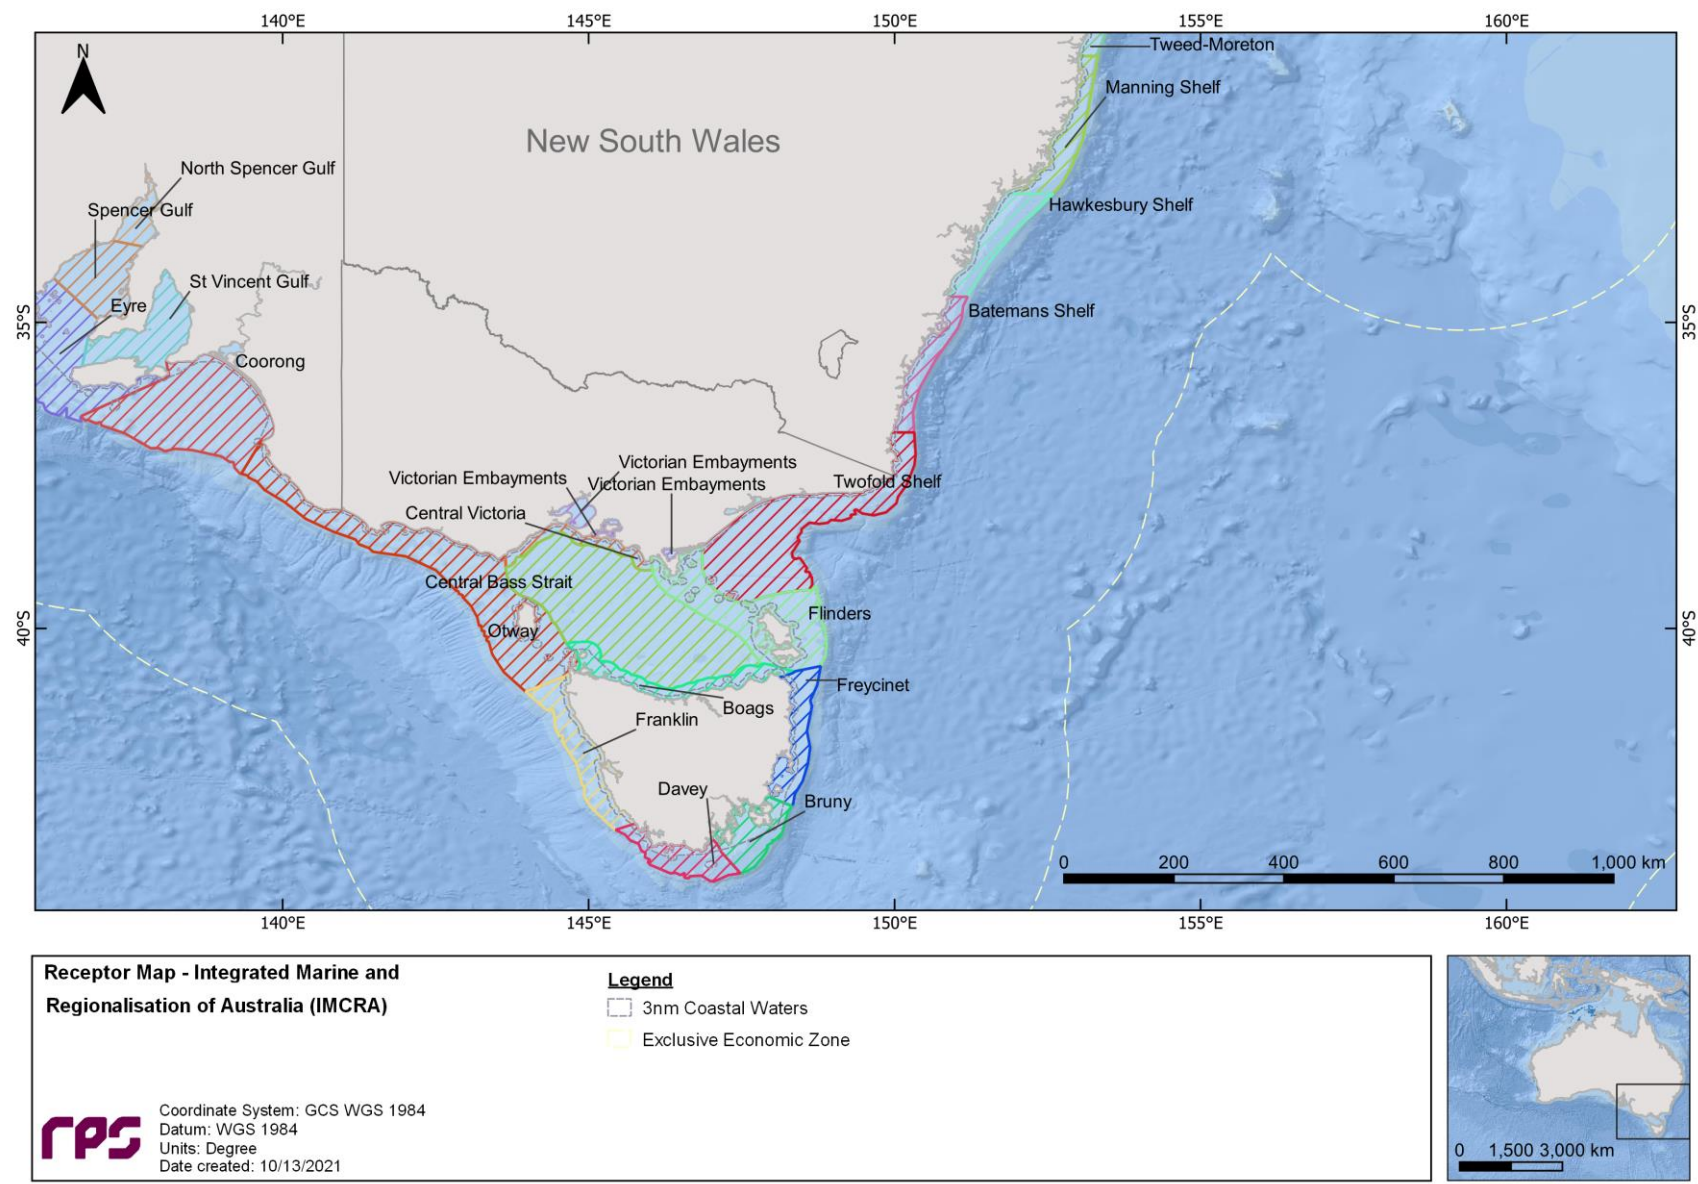 140°E 145°E 150°E 155°E 160°E
N
Tweed-Moreton
Manning Shelf
New South Wales
North Spencer Gulf
Hawkesbury Shelf
Spencer Gulf
St Vincent Gulf
Eyre
Batemans Shelf
35°S
35°S
Coorong
Victorian Embayments
Victorian Embayments
Victorian Embayments
Twofold Shelf
Central Victoria
Central Bass Strait
Flinders
Otway
40°S
40°S
Freycinet
Boags
Franklin
Davey
Bruny
0 200 400 600 800 1,000 km
140°E 145°E 150°E 155°E 160°E
Receptor Map - Integrated Marine and
Regionalisation of Australia (IMCRA)
Legend
3nm Coastal Waters
Exclusive Economic Zone
rps
Coordinate System: GCS WGS 1984
Datum: WGS 1984
Units: Degree
Date created: 10/13/2021
0 1,500 3,000 km